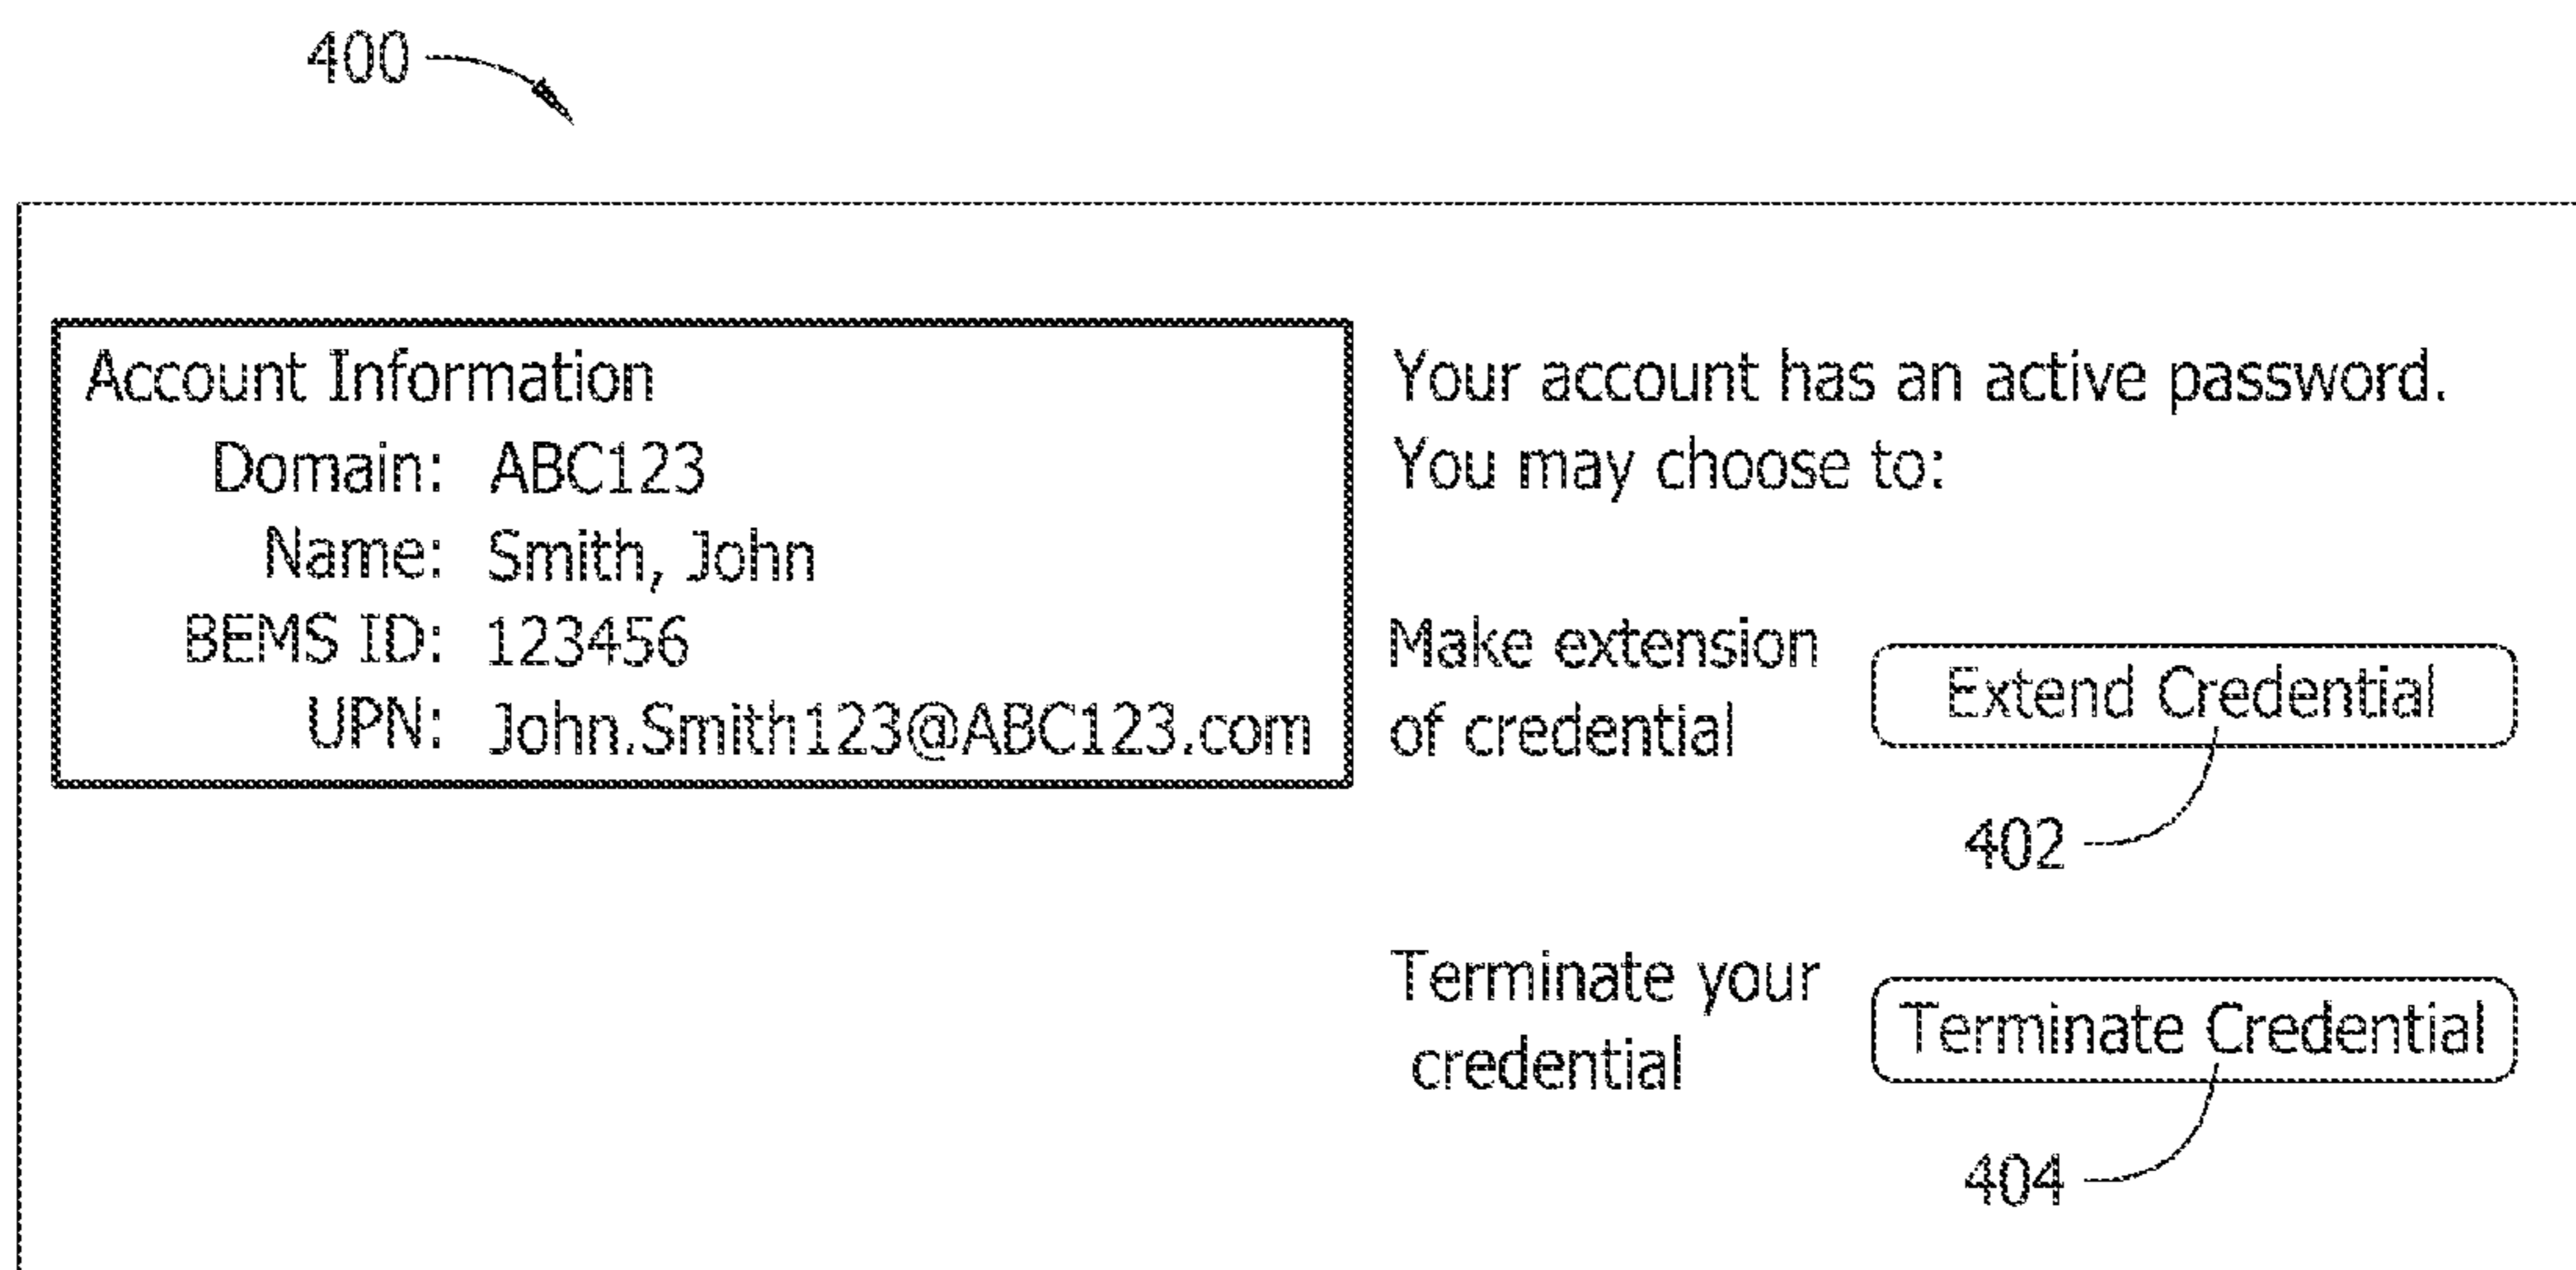 400
Account Information
Domain: ABC123
Name: Smith, John
BEMS ID: 123456
UPN: John.Smith123@ABC123.com
Your account has an active password.
You may choose to:
Make extension
of credential
Extend Credential
402
Terminate your
credential
Terminate Credential
404